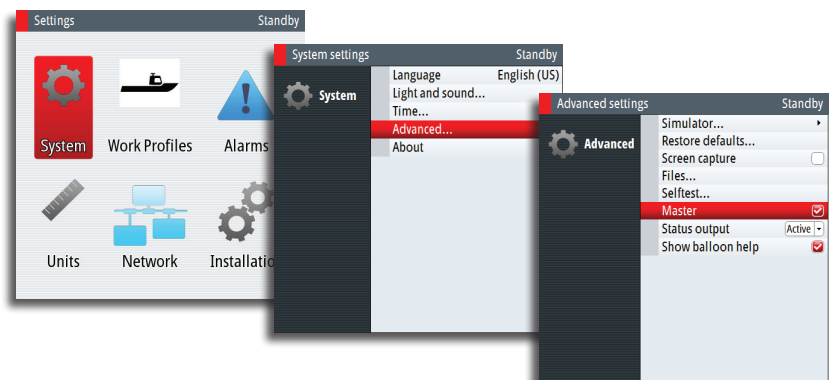 Settings Standby
System Work Profiles Alarms
Units Network Installatio
System settings Standby
System
Language English (US)
Light and sound...
Time...
Advanced...
About
Advanced settings Standby
Advanced
Simulator...
Restore defaults...
Screen capture
Files...
Selftest...
Master
Status output Active
Show balloon help